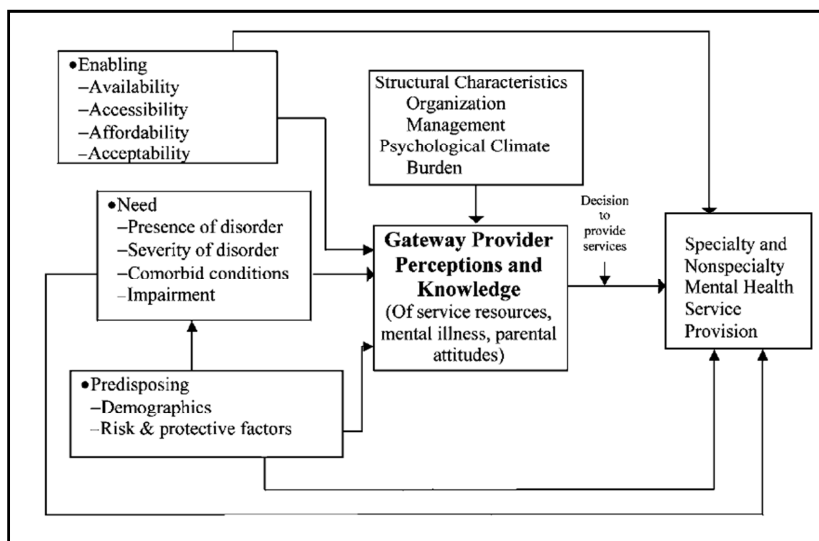 •Enabling
–Availability
–Accessibility
–Affordability
–Acceptability
Structural Characteristics
Organization
Management
Psychological Climate
Burden
•Need
–Presence of disorder
–Severity of disorder
–Comorbid conditions
–Impairment
Gateway Provider
Perceptions and
Knowledge
(Of service resources,
mental illness, parental
attitudes)
Decision
to
provide
services
Specialty and
Nonspecialty
Mental Health
Service
Provision
•Predisposing
–Demographics
–Risk & protective factors